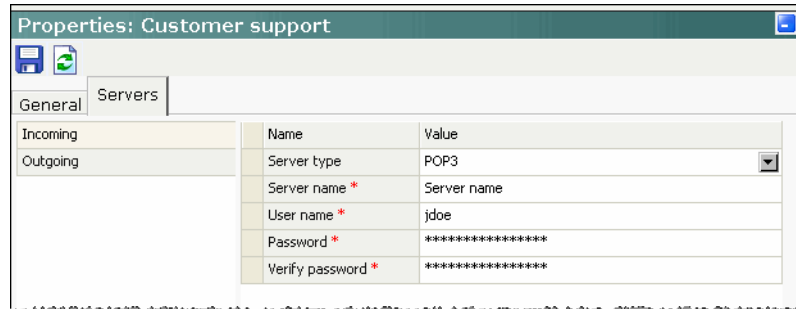 Properties: Customer support
General Servers
Incoming
Outgoing
Name Value
Server type POP3
Server name * Server name
User name * jdoe
Password * ****************
Verify password * ****************